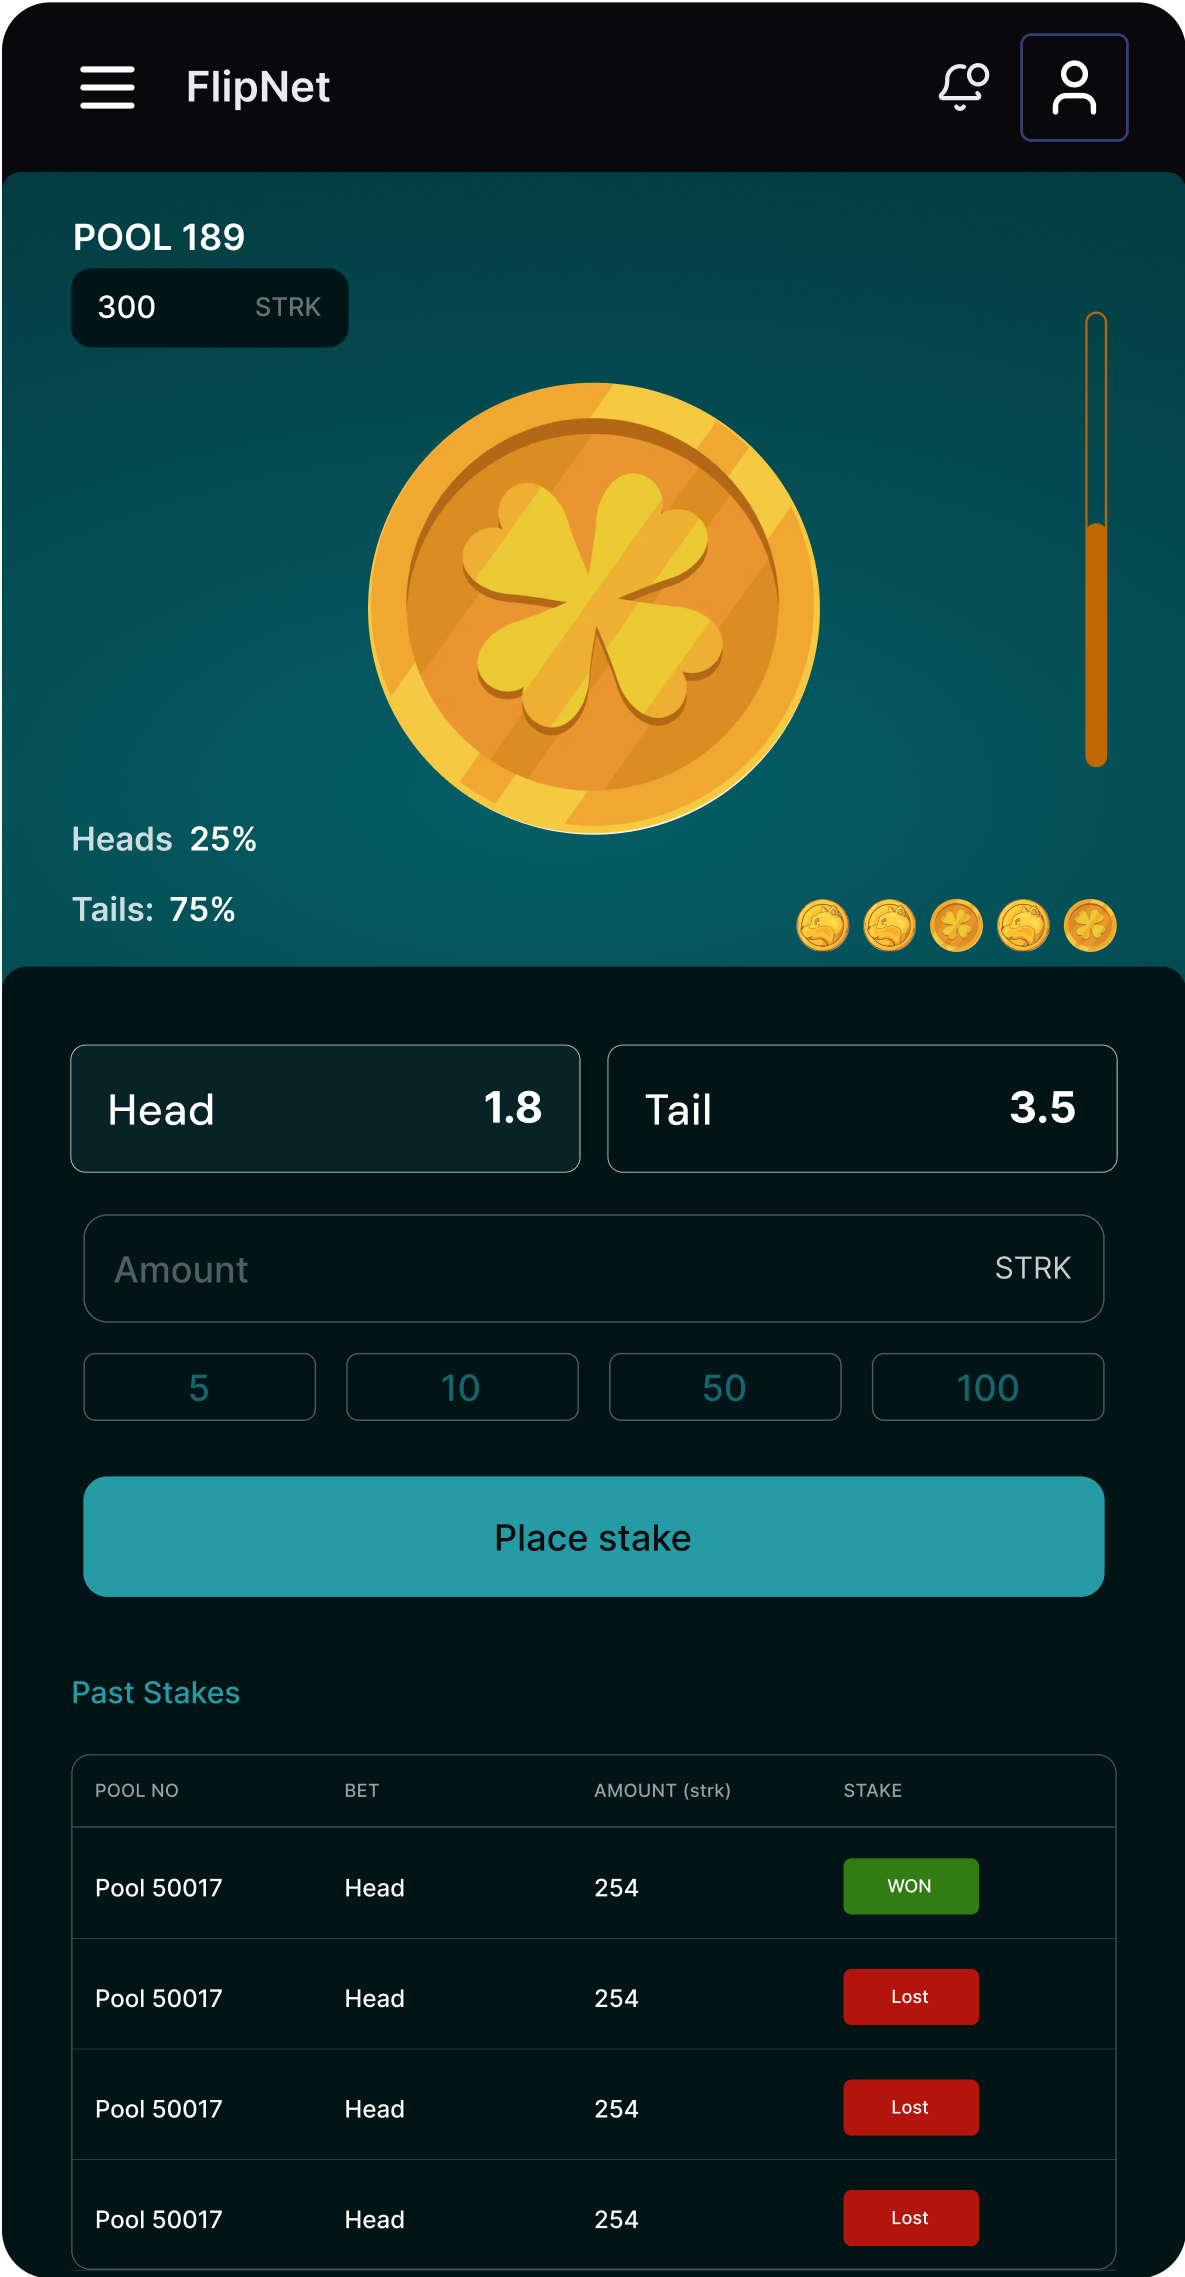 FlipNet
POOL 189
300 STRK
Heads 25%
Tails: 75%
Head 1.8 Tail 3.5
Amount STRK
5 10 50 100
Place stake
Past Stakes
POOL NO BET AMOUNT (strk) STAKE
Pool 50017 Head 254 WON
Pool 50017 Head 254 Lost
Pool 50017 Head 254 Lost
Pool 50017 Head 254 Lost